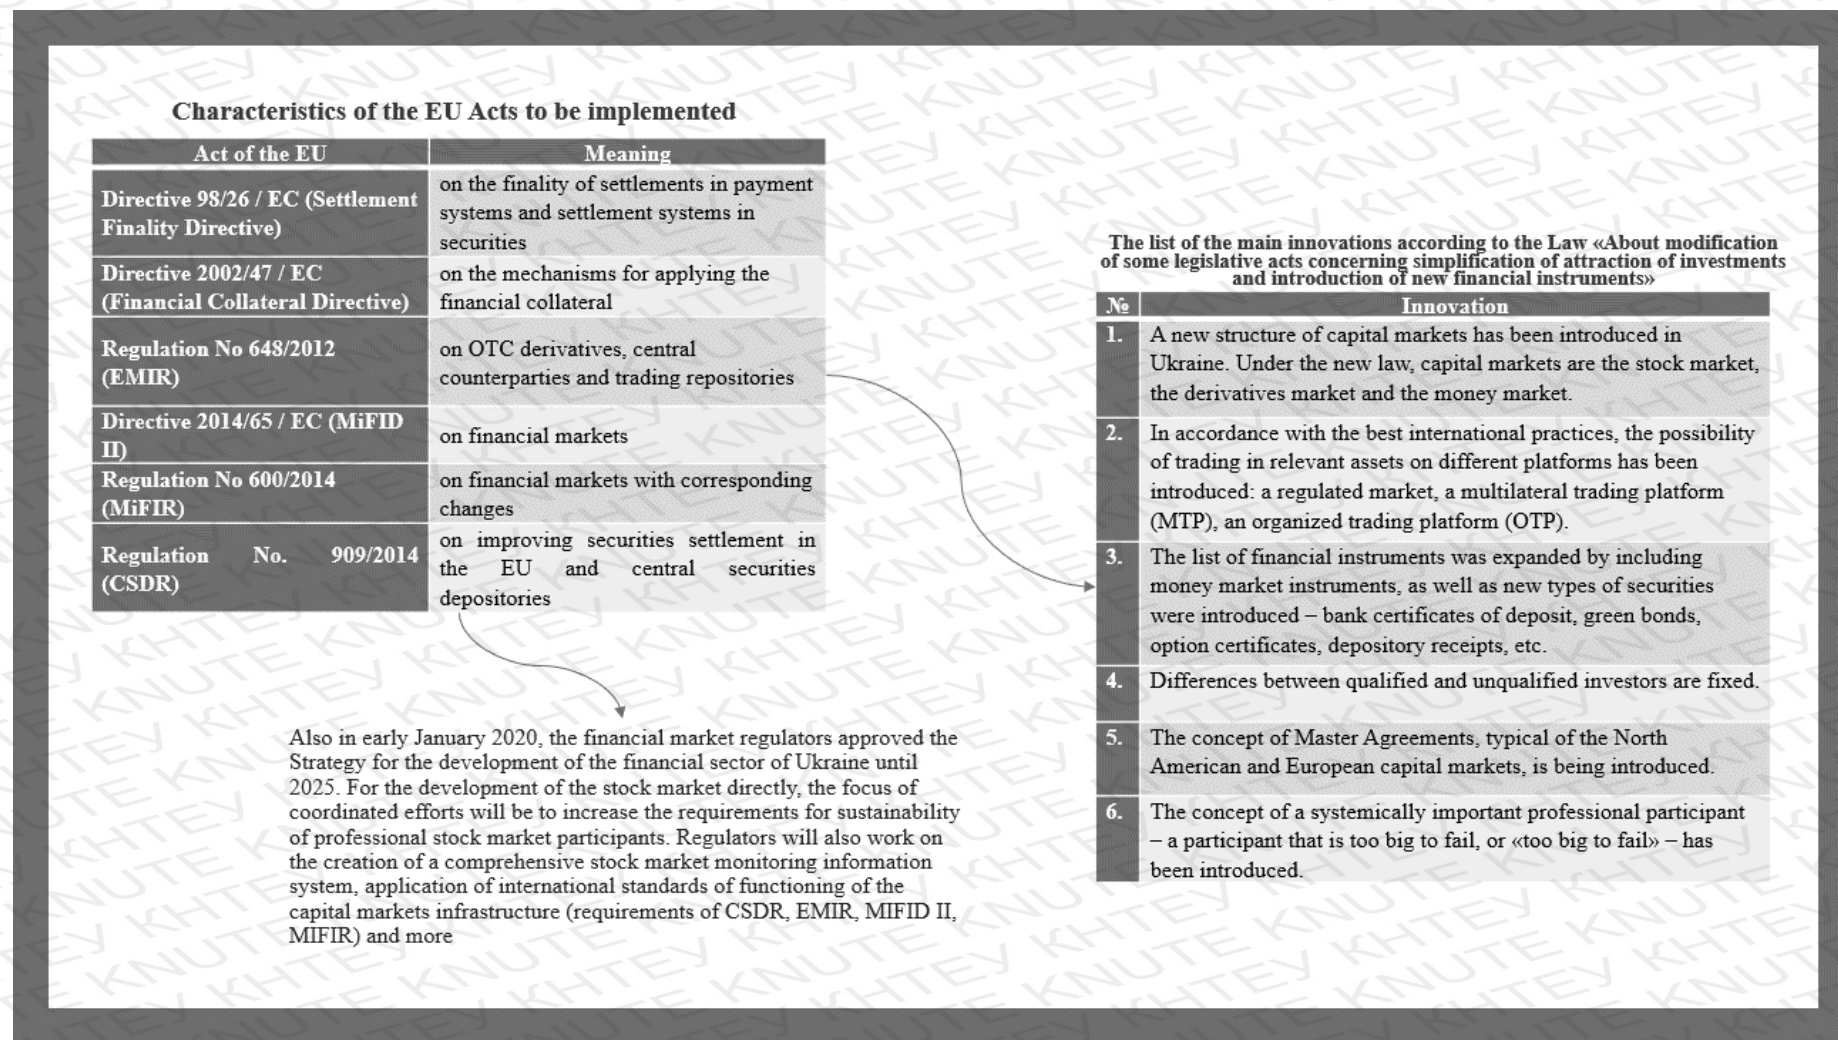 Characteristics of the EU Acts to be implemented
Act of the EU
Meaning
Directive 98/26 / EC (Settlement
Finality Directive)
on the finality of settlements in payment
systems and settlement systems in
securities
Directive 2002/47 / EC
(Financial Collateral Directive)
on the mechanisms for applying the
financial collateral
Regulation No 648/2012
(EMIR)
on OTC derivatives, central
counterparties and trading repositories
Directive 2014/65 / EC (MiFID
II)
on financial markets
Regulation No 600/2014
(MiFIR)
on financial markets with corresponding
changes
Regulation No. 909/2014
(CSDR)
on improving securities settlement in
the EU and central securities
depositories
Also in early January 2020, the financial market regulators approved the
Strategy for the development of the financial sector of Ukraine until
2025. For the development of the stock market directly, the focus of
coordinated efforts will be to increase the requirements for sustainability
of professional stock market participants. Regulators will also work on
the creation of a comprehensive stock market monitoring information
system, application of international standards of functioning of the
capital markets infrastructure (requirements of CSDR, EMIR, MIFID II,
MIFIR) and more
The list of the main innovations according to the Law «About modification
of some legislative acts concerning simplification of attraction of investments
and introduction of new financial instruments»
№
Innovation
1.
A new structure of capital markets has been introduced in
Ukraine. Under the new law, capital markets are the stock market,
the derivatives market and the money market.
2.
In accordance with the best international practices, the possibility
of trading in relevant assets on different platforms has been
introduced: a regulated market, a multilateral trading platform
(MTP), an organized trading platform (OTP).
3.
The list of financial instruments was expanded by including
money market instruments, as well as new types of securities
were introduced – bank certificates of deposit, green bonds,
option certificates, depository receipts, etc.
4.
Differences between qualified and unqualified investors are fixed.
5.
The concept of Master Agreements, typical of the North
American and European capital markets, is being introduced.
6.
The concept of a systemically important professional participant
– a participant that is too big to fail, or «too big to fail» – has
been introduced.
KNUTE KHTEY KNUTE KHTEY